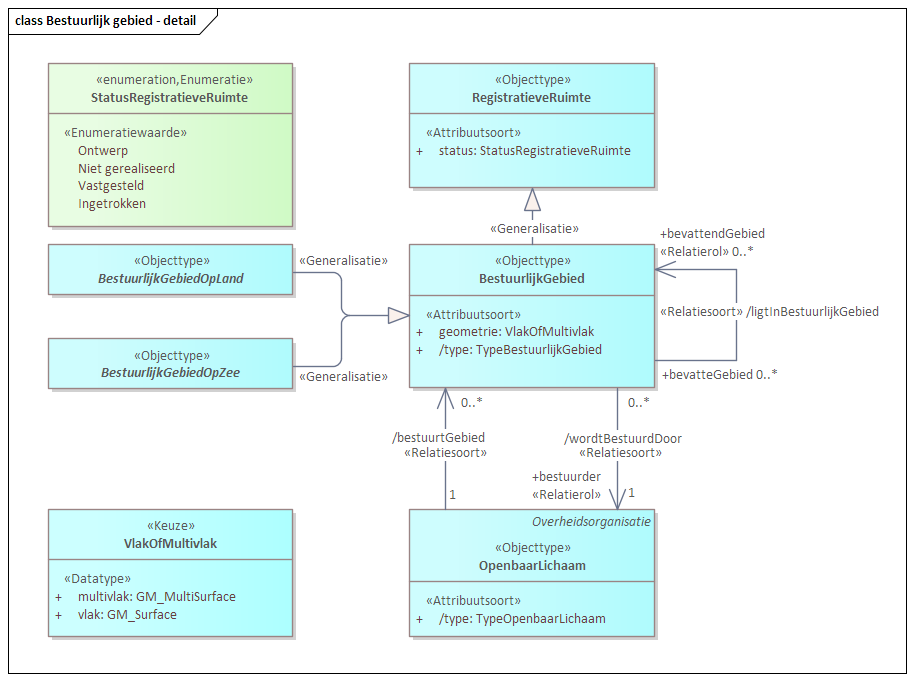 class Bestuurlijk gebied - detail
«enumeration,Enumeratie»
StatusRegistratieveRuimte
«Enumeratiewaarde»
Ontwerp
Niet gerealiseerd
Vastgesteld
Ingetrokken
«Objecttype»
RegistratieveRuimte
«Attribuutsoort»
+ status: StatusRegistratieveRuimte
«Generalisatie»
«Objecttype»
BestuurlijkGebiedOpLand
«Generalisatie»
«Objecttype»
BestuurlijkGebiedOpZee
«Generalisatie»
«Objecttype»
BestuurlijkGebied
«Attribuutsoort»
+ geometrie: VlakOfMultivlak
+ /type: TypeBestuurlijkGebied
+bevattendGebied
«Relatierol» 0..*
«Relatiesoort» /ligtInBestuurlijkGebied
+bevatteGebied 0..*
0..*
/bestuurtGebied
«Relatiesoort»
1
0..*
/wordtBestuurdDoor
«Relatiesoort»
+bestuurder
«Relatierol» 1
«Keuze»
VlakOfMultivlak
«Datatype»
+ multivlak: GM_MultiSurface
+ vlak: GM_Surface
Overheidsorganisatie
«Objecttype»
OpenbaarLichaam
«Attribuutsoort»
+ /type: TypeOpenbaarLichaam